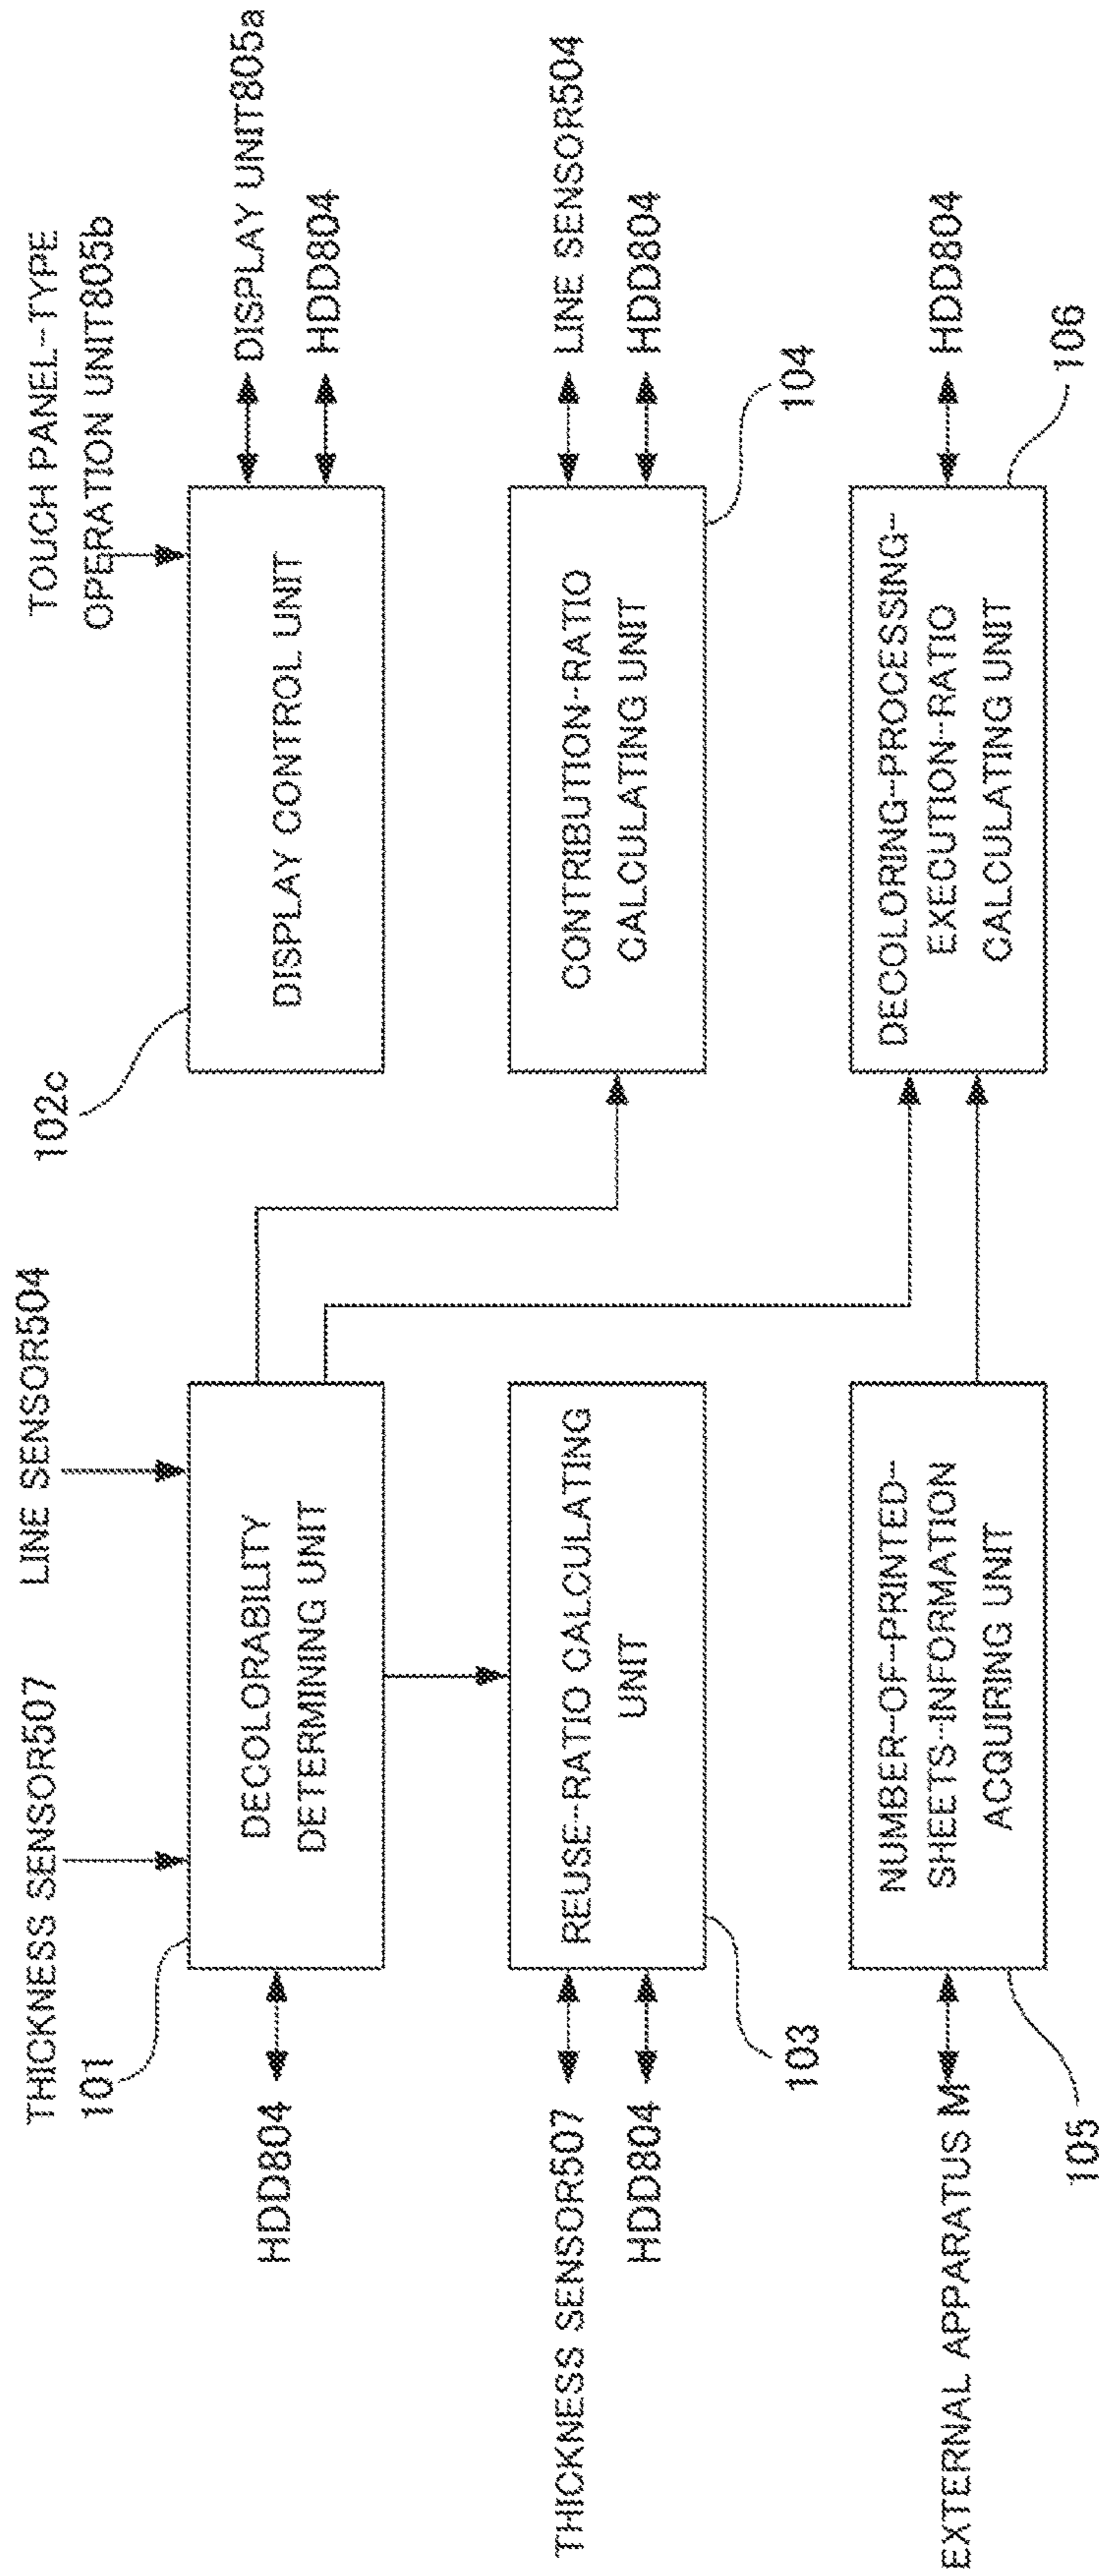 THICKNESS SENSOR507
LINE SENSOR504
TOUCH PANEL-TYPE
OPERATION UNIT805b
101
102c
HDD804
DECOLORABILITY
DETERMINING UNIT
DISPLAY CONTROL UNIT
DISPLAY UNIT805a
HDD804
THICKNESS SENSOR507
HDD804
REUSE-RATIO CALCULATING
UNIT
CONTRIBUTION-RATIO
CALCULATING UNIT
LINE SENSOR504
HDD804
103
104
EXTERNAL APPARATUS M
NUMBER-OF-PRINTED-
SHEETS-INFORMATION
ACQUIRING UNIT
DECOLORING-PROCESSING-
EXECUTION-RATIO
CALCULATING UNIT
HDD804
105
106